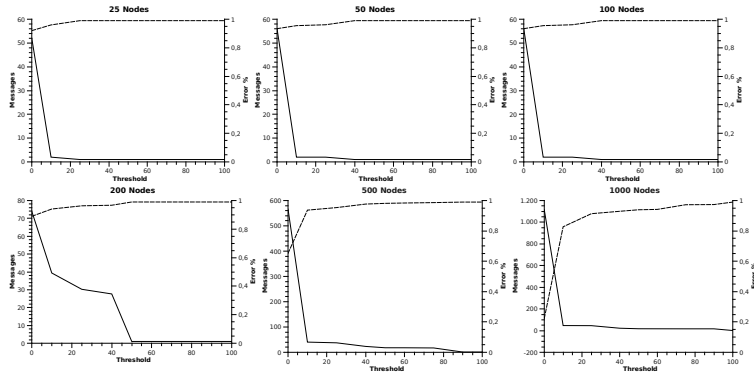 25 Nodes
60
50
40
30
20
10
0
Messages
1
0,8
0,6
0,4
0,2
0
Error %
0 20 40 60 80 100
Threshold
50 Nodes
60
50
40
30
20
10
0
Messages
1
0,8
0,6
0,4
0,2
0
Error %
0 20 40 60 80 100
Threshold
100 Nodes
60
50
40
30
20
10
0
Messages
1
0,8
0,6
0,4
0,2
0
Error %
0 20 40 60 80 100
Threshold
200 Nodes
80
70
60
50
40
30
20
10
0
Messages
1
0,8
0,6
0,4
0,2
0
Error %
0 20 40 60 80 100
Threshold
500 Nodes
600
500
400
300
200
100
0
Messages
1
0,8
0,6
0,4
0,2
0
Error %
0 20 40 60 80 100
Threshold
1000 Nodes
1.200
1.000
800
600
400
200
0
-200
Messages
1
0,8
0,6
0,4
0,2
0
Error %
0 20 40 60 80 100
Threshold